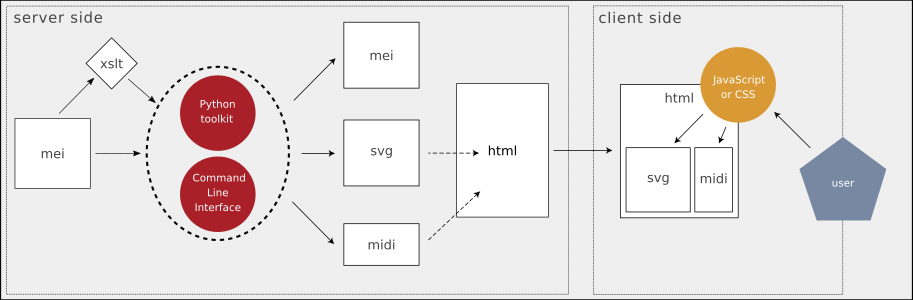 server side
client side
xslt
mei
Python
toolkit
Command
Line
Interface
mei
svg
midi
html
html
JavaScript
or CSS
svg
midi
user